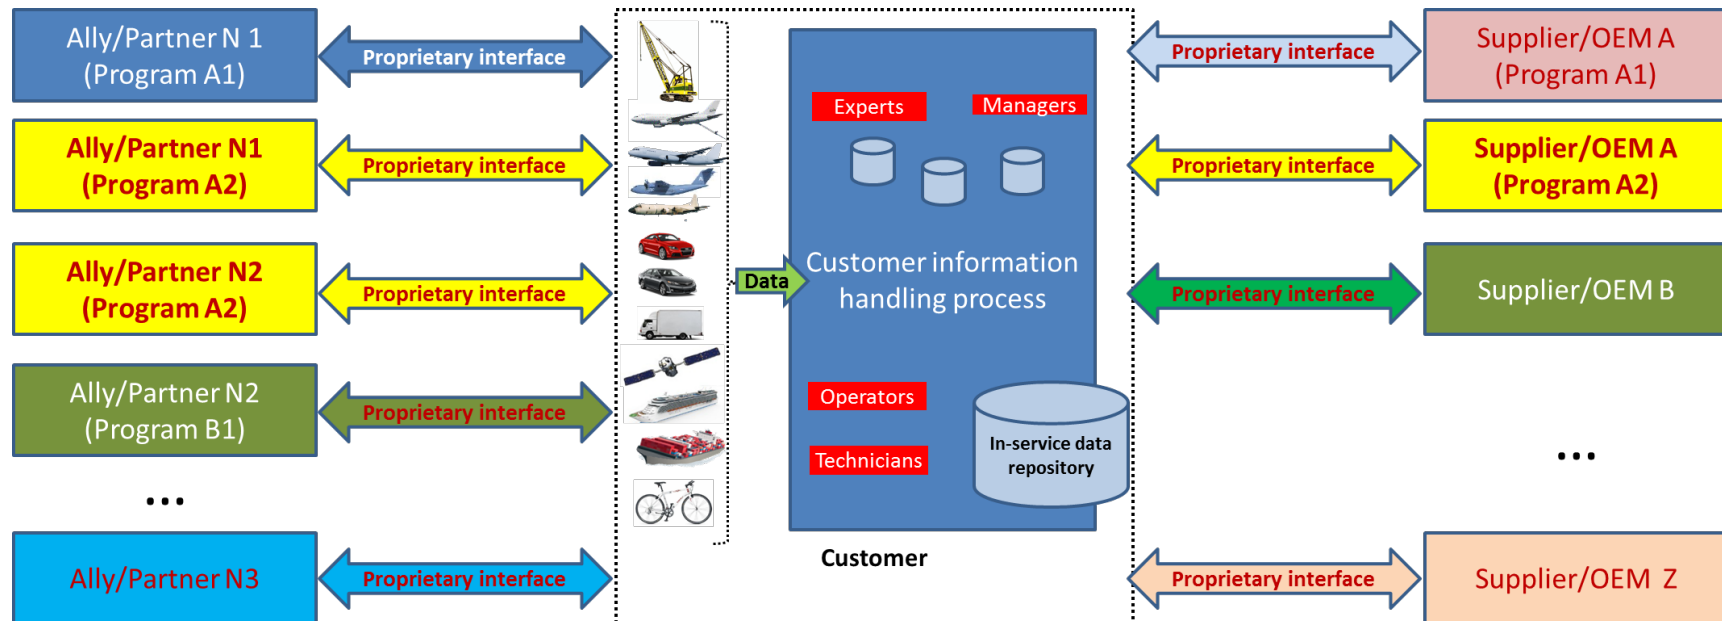 Ally/Partner N 1
(Program A1)
Proprietary interface
Ally/Partner N1
(Program A2)
Proprietary interface
Ally/Partner N2
(Program A2)
Proprietary interface
Ally/Partner N2
(Program B1)
Proprietary interface
...
Ally/Partner N3
Proprietary interface
Data
Experts
Managers
Customer information
handling process
Operators
Technicians
In-service data
repository
Customer
Proprietary interface
Supplier/OEM A
(Program A1)
Proprietary interface
Supplier/OEM A
(Program A2)
Proprietary interface
Supplier/OEM B
...
Proprietary interface
Supplier/OEM Z